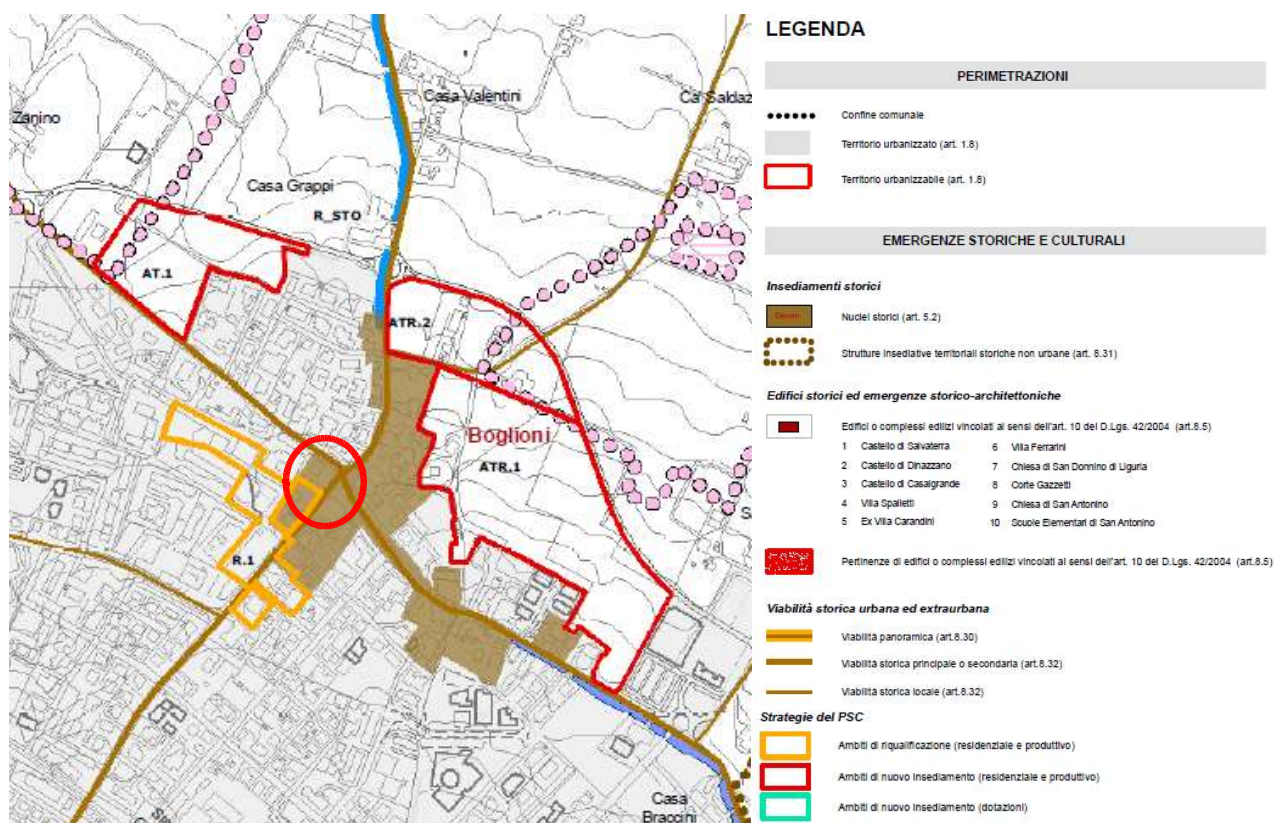 Zanino
Casa Valentini
Ca' Saldaz
Casa Grappi
R_STO
AT.1
ATR.2
Boglioni
ATR.1
R.1
Casa
Braccini
LEGENDA
PERIMETRAZIONI
Confine comunale
Territorio urbanizzato (art. 1.8)
Territorio urbanizzabile (art. 1.8)
EMERGENZE STORICHE E CULTURALI
Insediamenti storici
Nuclei storici (art. 5.2)
Strutture insediative territoriali storiche non urbane (art. 8.31)
Edifici storici ed emergenze storico-architettoniche
Edifici o complessi edilizi vincolati ai sensi dell'art. 10 del D.Lgs. 42/2004 (art.8.5)
1 Castello di Salvaterra 6 Villa Ferrarini
2 Castello di Dinazzano 7 Chiesa di San Donnino di Liguria
3 Castello di Casalgrande 8 Corte Gazzetti
4 Villa Spalletti 9 Chiesa di San Antonino
5 Ex Villa Carandini 10 Scuole Elementari di San Antonino
Pertinenze di edifici o complessi edilizi vincolati ai sensi dell'art. 10 del D.Lgs. 42/2004 (art.8.5)
Viabilità storica urbana ed extraurbana
Viabilità panoramica (art.8.30)
Viabilità storica principale o secondaria (art.8.32)
Viabilità storica locale (art.8.32)
Strategie del PSC
Ambiti di riqualificazione (residenziale e produttivo)
Ambiti di nuovo insediamento (residenziale e produttivo)
Ambiti di nuovo insediamento (dotazioni)